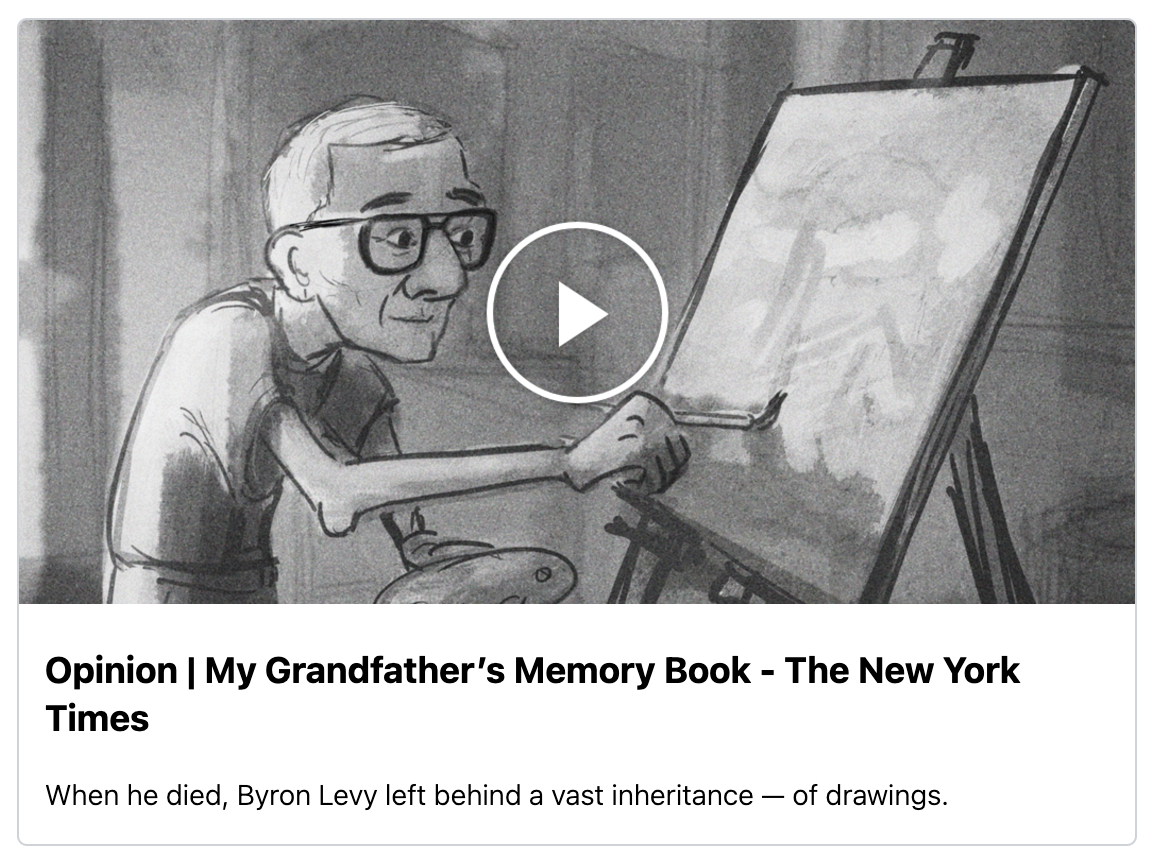 Opinion | My Grandfather’s Memory Book - The New York
Times
When he died, Byron Levy left behind a vast inheritance — of drawings.